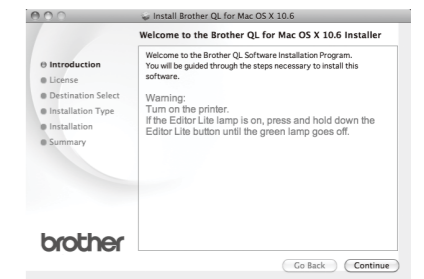 Install Brother QL for Mac OS X 10.6
Welcome to the Brother QL for Mac OS X 10.6 Installer
Introduction
License
Destination Select
Installation Type
Installation
Summary
Welcome to the Brother QL Software Installation Program.
You will be guided through the steps necessary to install this
software.
Warning:
Turn on the printer.
If the Editor Lite lamp is on, press and hold down the
Editor Lite button until the green lamp goes off.
brother
Go Back
Continue